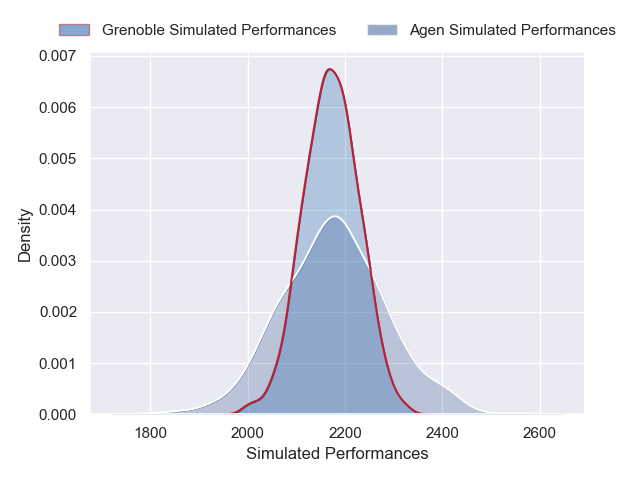 Grenoble Simulated Performances Agen Simulated Performances
0.007
0.006
0.005
0.004
0.003
0.002
0.001
0.000
Density
1800 2000 2200 2400 2600
Simulated Performances